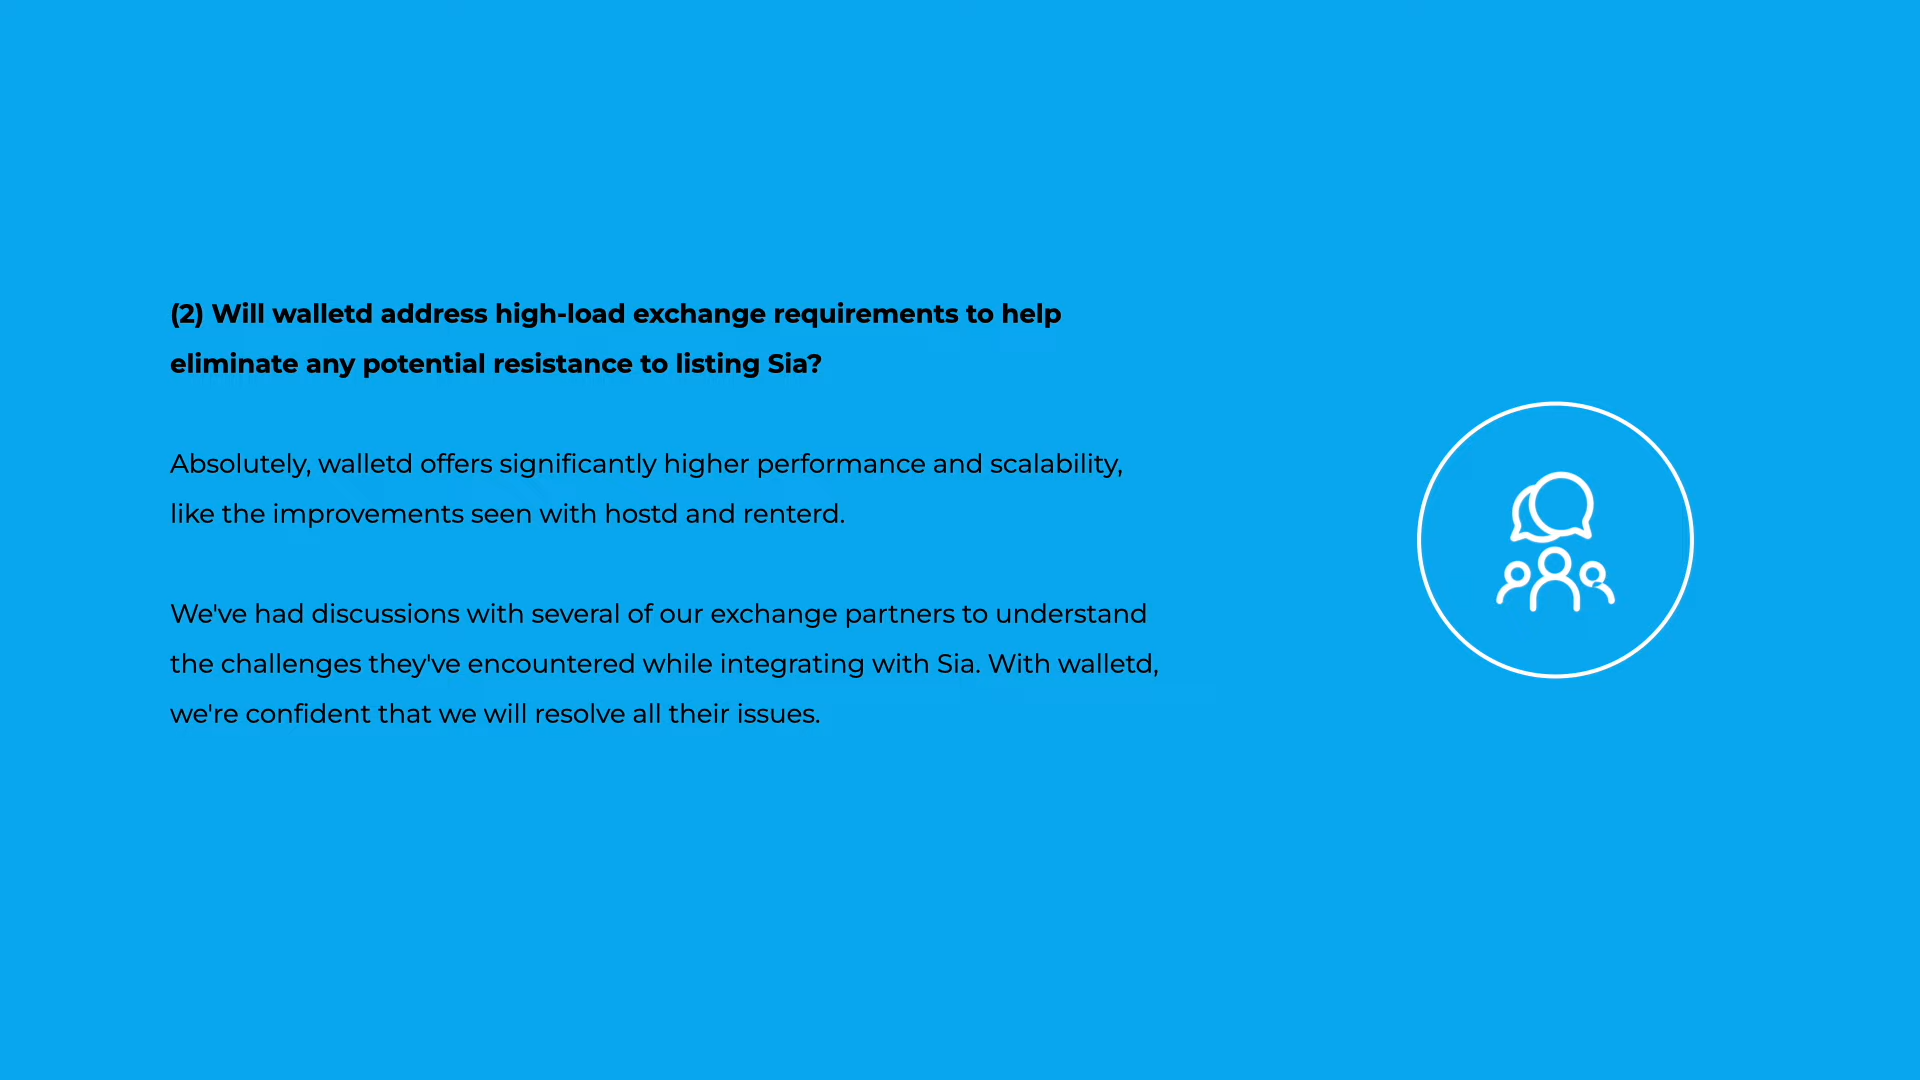 (2) Will walletd address high-load exchange requirements to help
eliminate any potential resistance to listing Sia?
Absolutely, walletd offers significantly higher performance and scalability,
like the improvements seen with hostd and renterd.
We've had discussions with several of our exchange partners to understand
the challenges they've encountered while integrating with Sia. With walletd,
we're confident that we will resolve all their issues.